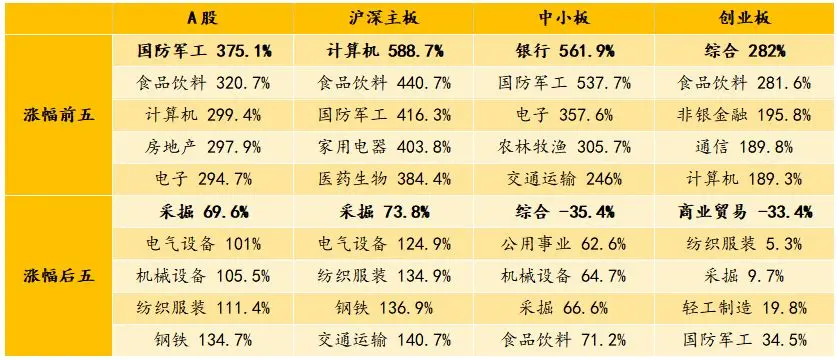 A股 沪深主板 中小板 创业板
涨幅前五
国防军工 375.1% 计算机 588.7% 银行 561.9% 综合 282%
食品饮料 320.7% 食品饮料 440.7% 国防军工 537.7% 食品饮料 281.6%
计算机 299.4% 国防军工 416.3% 电子 357.6% 非银金融 195.8%
房地产 297.9% 家用电器 403.8% 农林牧渔 305.7% 通信 189.8%
电子 294.7% 医药生物 384.4% 交通运输 246% 计算机 189.3%
涨幅后五
采掘 69.6% 采掘 73.8% 综合 -35.4% 商业贸易 -33.4%
电气设备 101% 电气设备 124.9% 公用事业 62.6% 纺织服装 5.3%
机械设备 105.5% 纺织服装 134.9% 机械设备 64.7% 采掘 9.7%
纺织服装 111.4% 钢铁 136.9% 采掘 66.6% 轻工制造 19.8%
钢铁 134.7% 交通运输 140.7% 食品饮料 71.2% 国防军工 34.5%